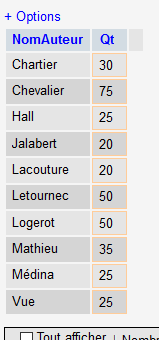 + Options
NomAuteur Qt
Chartier 30
Chevalier 75
Hall 25
Jalabert 20
Lacouture 20
Letournec 50
Logerot 50
Mathieu 35
Médina 25
Vue 25
Tout afficher